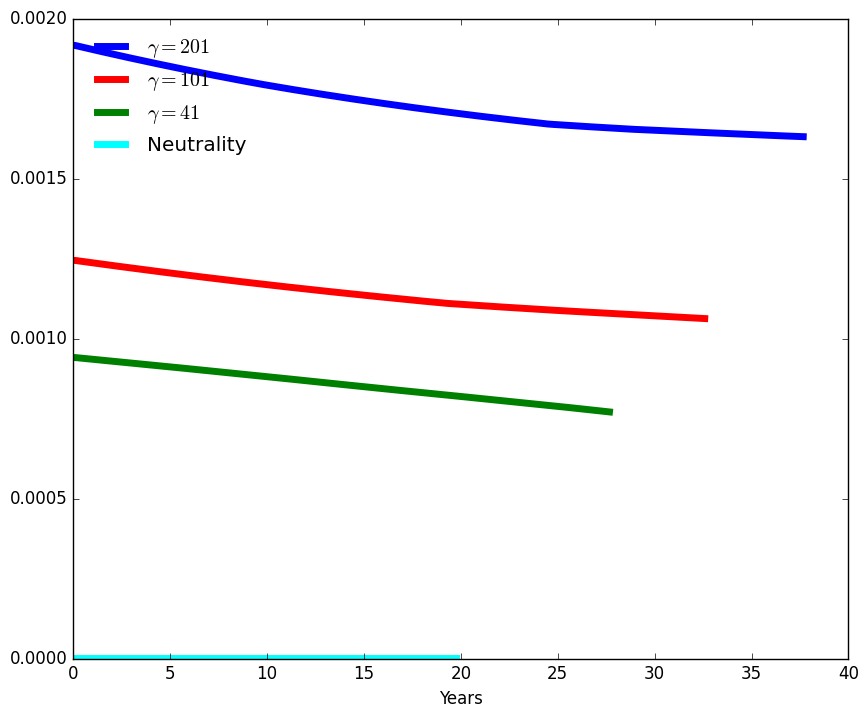 0.0020
γ = 201
γ = 101
γ = 41
Neutrality
0.0015
0.0010
0.0005
0.0000
0 5 10 15 20 25 30 35 40
Years